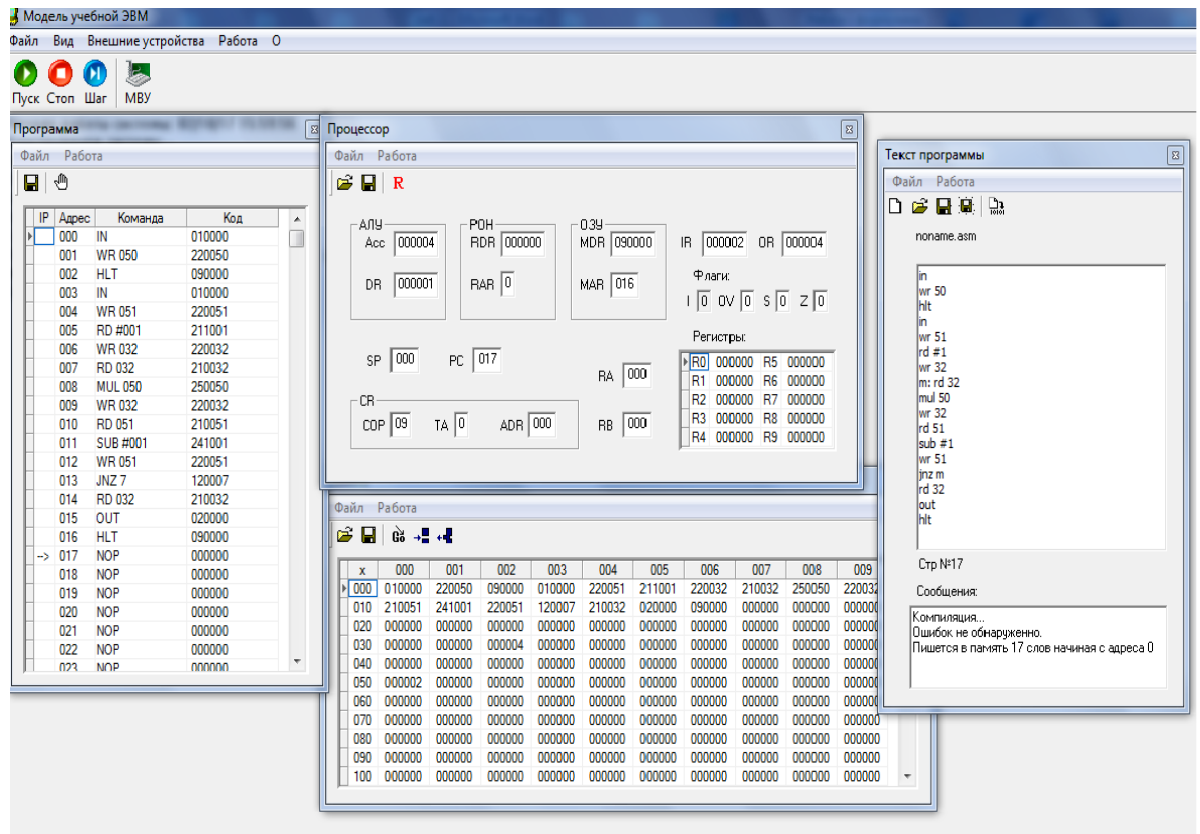 Модель учебной ЭВМ
Файл Вид Внешние устройства Работа О
Пуск Стоп Шаг МВУ
Программа
Файл Работа
IP Адрес Команда Код
000 IN 010000
001 WR 050 220050
002 HLT 090000
003 IN 010000
004 WR 051 220051
005 RD #001 211001
006 WR 032 220032
007 RD 032 210032
008 MUL 050 250050
009 WR 032 220032
010 RD 051 210051
011 SUB #001 241001
012 WR 051 220051
013 JNZ 7 120007
014 RD 032 210032
015 OUT 020000
016 HLT 090000
--> 017 NOP 000000
018 NOP 000000
019 NOP 000000
020 NOP 000000
021 NOP 000000
022 NOP 000000
023 NOP 000000
Процессор
Файл Работа
R
АЛУ РОН ОЗУ
Acc 000004 RDR 000000 MDR 090000 IR 000002 OR 000004
DR 000001 RAR 0 MAR 016
Флаги:
I 0 OV 0 S 0 Z 0
Регистры:
SP 000 PC 017 RA 000
R0 000000 R5 000000
R1 000000 R6 000000
R2 000000 R7 000000
R3 000000 R8 000000
R4 000000 R9 000000
CR
COP 09 TA 0 ADR 000 RB 000
Файл Работа
Go
x 000 001 002 003 004 005 006 007 008 009
000 010000 220050 090000 010000 220051 211001 220032 210032 250050 220032
010 210051 241001 220051 120007 210032 020000 090000 000000 000000 000000
020 000000 000000 000000 000000 000000 000000 000000 000000 000000 000000
030 000000 000000 000004 000000 000000 000000 000000 000000 000000 000000
040 000000 000000 000000 000000 000000 000000 000000 000000 000000 000000
050 000002 000000 000000 000000 000000 000000 000000 000000 000000 000000
060 000000 000000 000000 000000 000000 000000 000000 000000 000000 000000
070 000000 000000 000000 000000 000000 000000 000000 000000 000000 000000
080 000000 000000 000000 000000 000000 000000 000000 000000 000000 000000
090 000000 000000 000000 000000 000000 000000 000000 000000 000000 000000
100 000000 000000 000000 000000 000000 000000 000000 000000 000000 000000
Текст программы
Файл Работа
noname.asm
in
wr 50
hlt
in
wr 51
rd #1
wr 32
m: rd 32
mul 50
wr 32
rd 51
sub #1
wr 51
jnz m
rd 32
out
hlt
Стр №17
Сообщения:
Компиляция...
Ошибок не обнаруженно.
Пишется в память 17 слов начиная с адреса 0